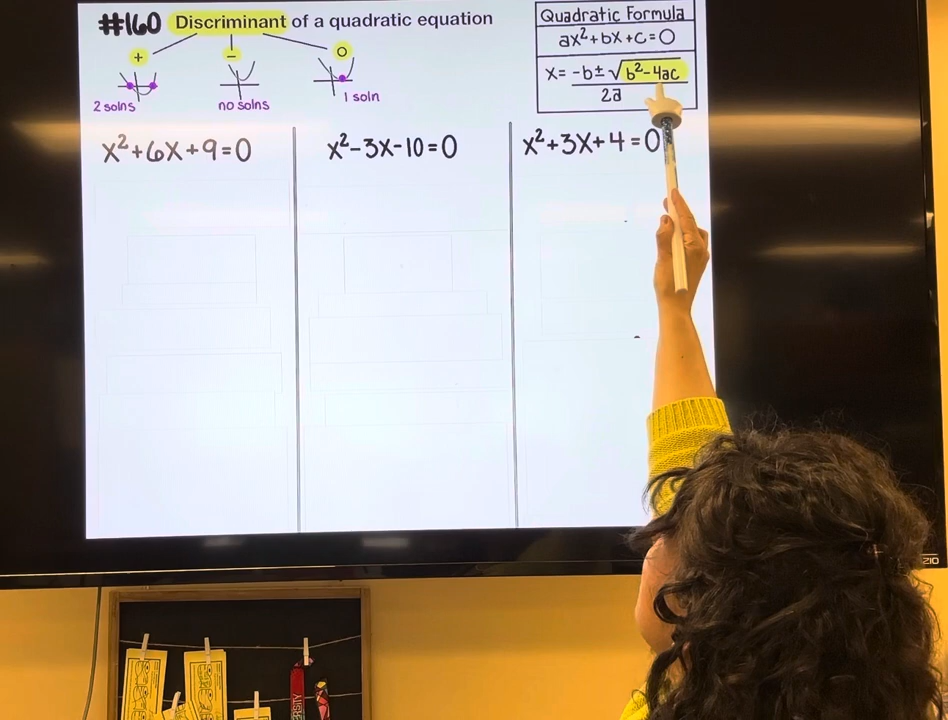 #160 Discriminant of a quadratic equation
+ − 0
2 solns no solns 1 soln
Quadratic Formula
ax²+bx+c=0
x= -b±√b²-4ac
2a
x²+6x+9=0
x²-3x-10=0
x²+3x+4=0